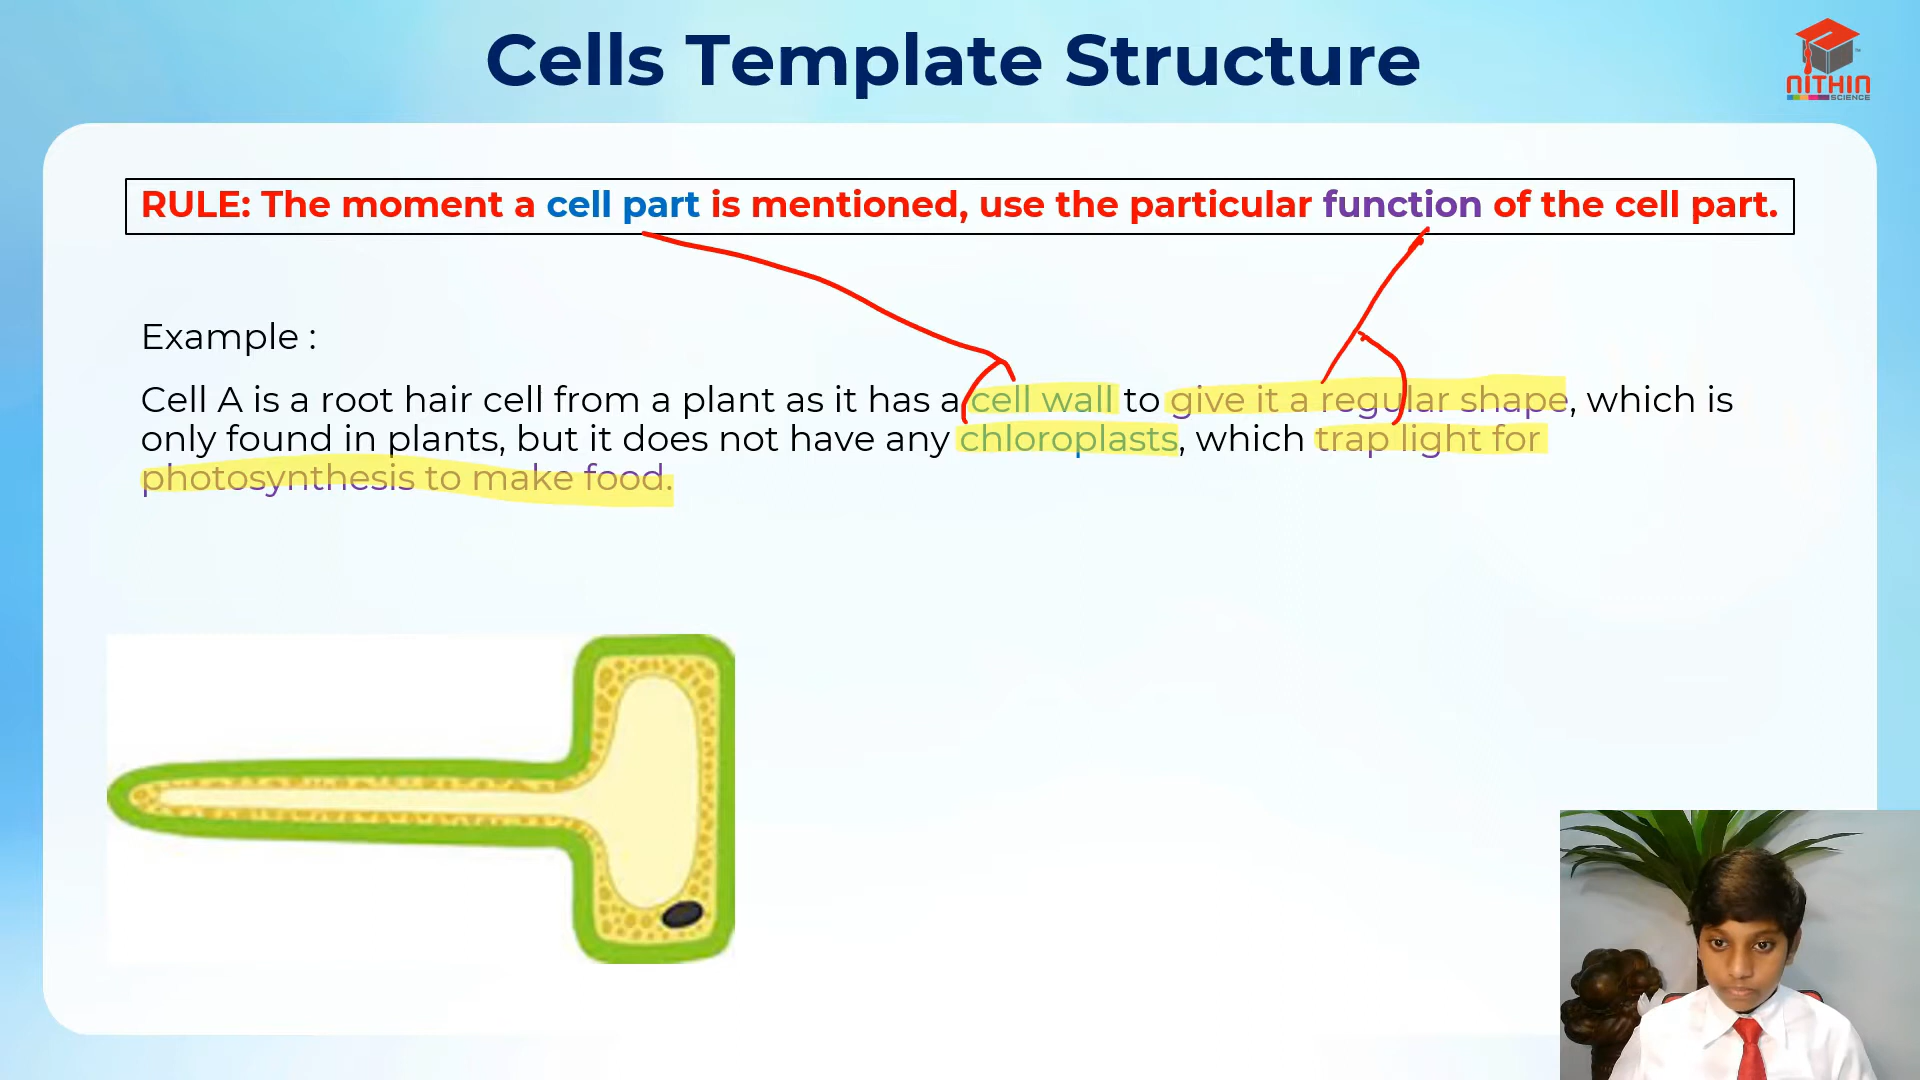 Cells Template Structure
NITHIN
SCIENCE
RULE: The moment a cell part is mentioned, use the particular function of the cell part.
Example :
Cell A is a root hair cell from a plant as it has a cell wall to give it a regular shape, which is
only found in plants, but it does not have any chloroplasts, which trap light for
photosynthesis to make food.